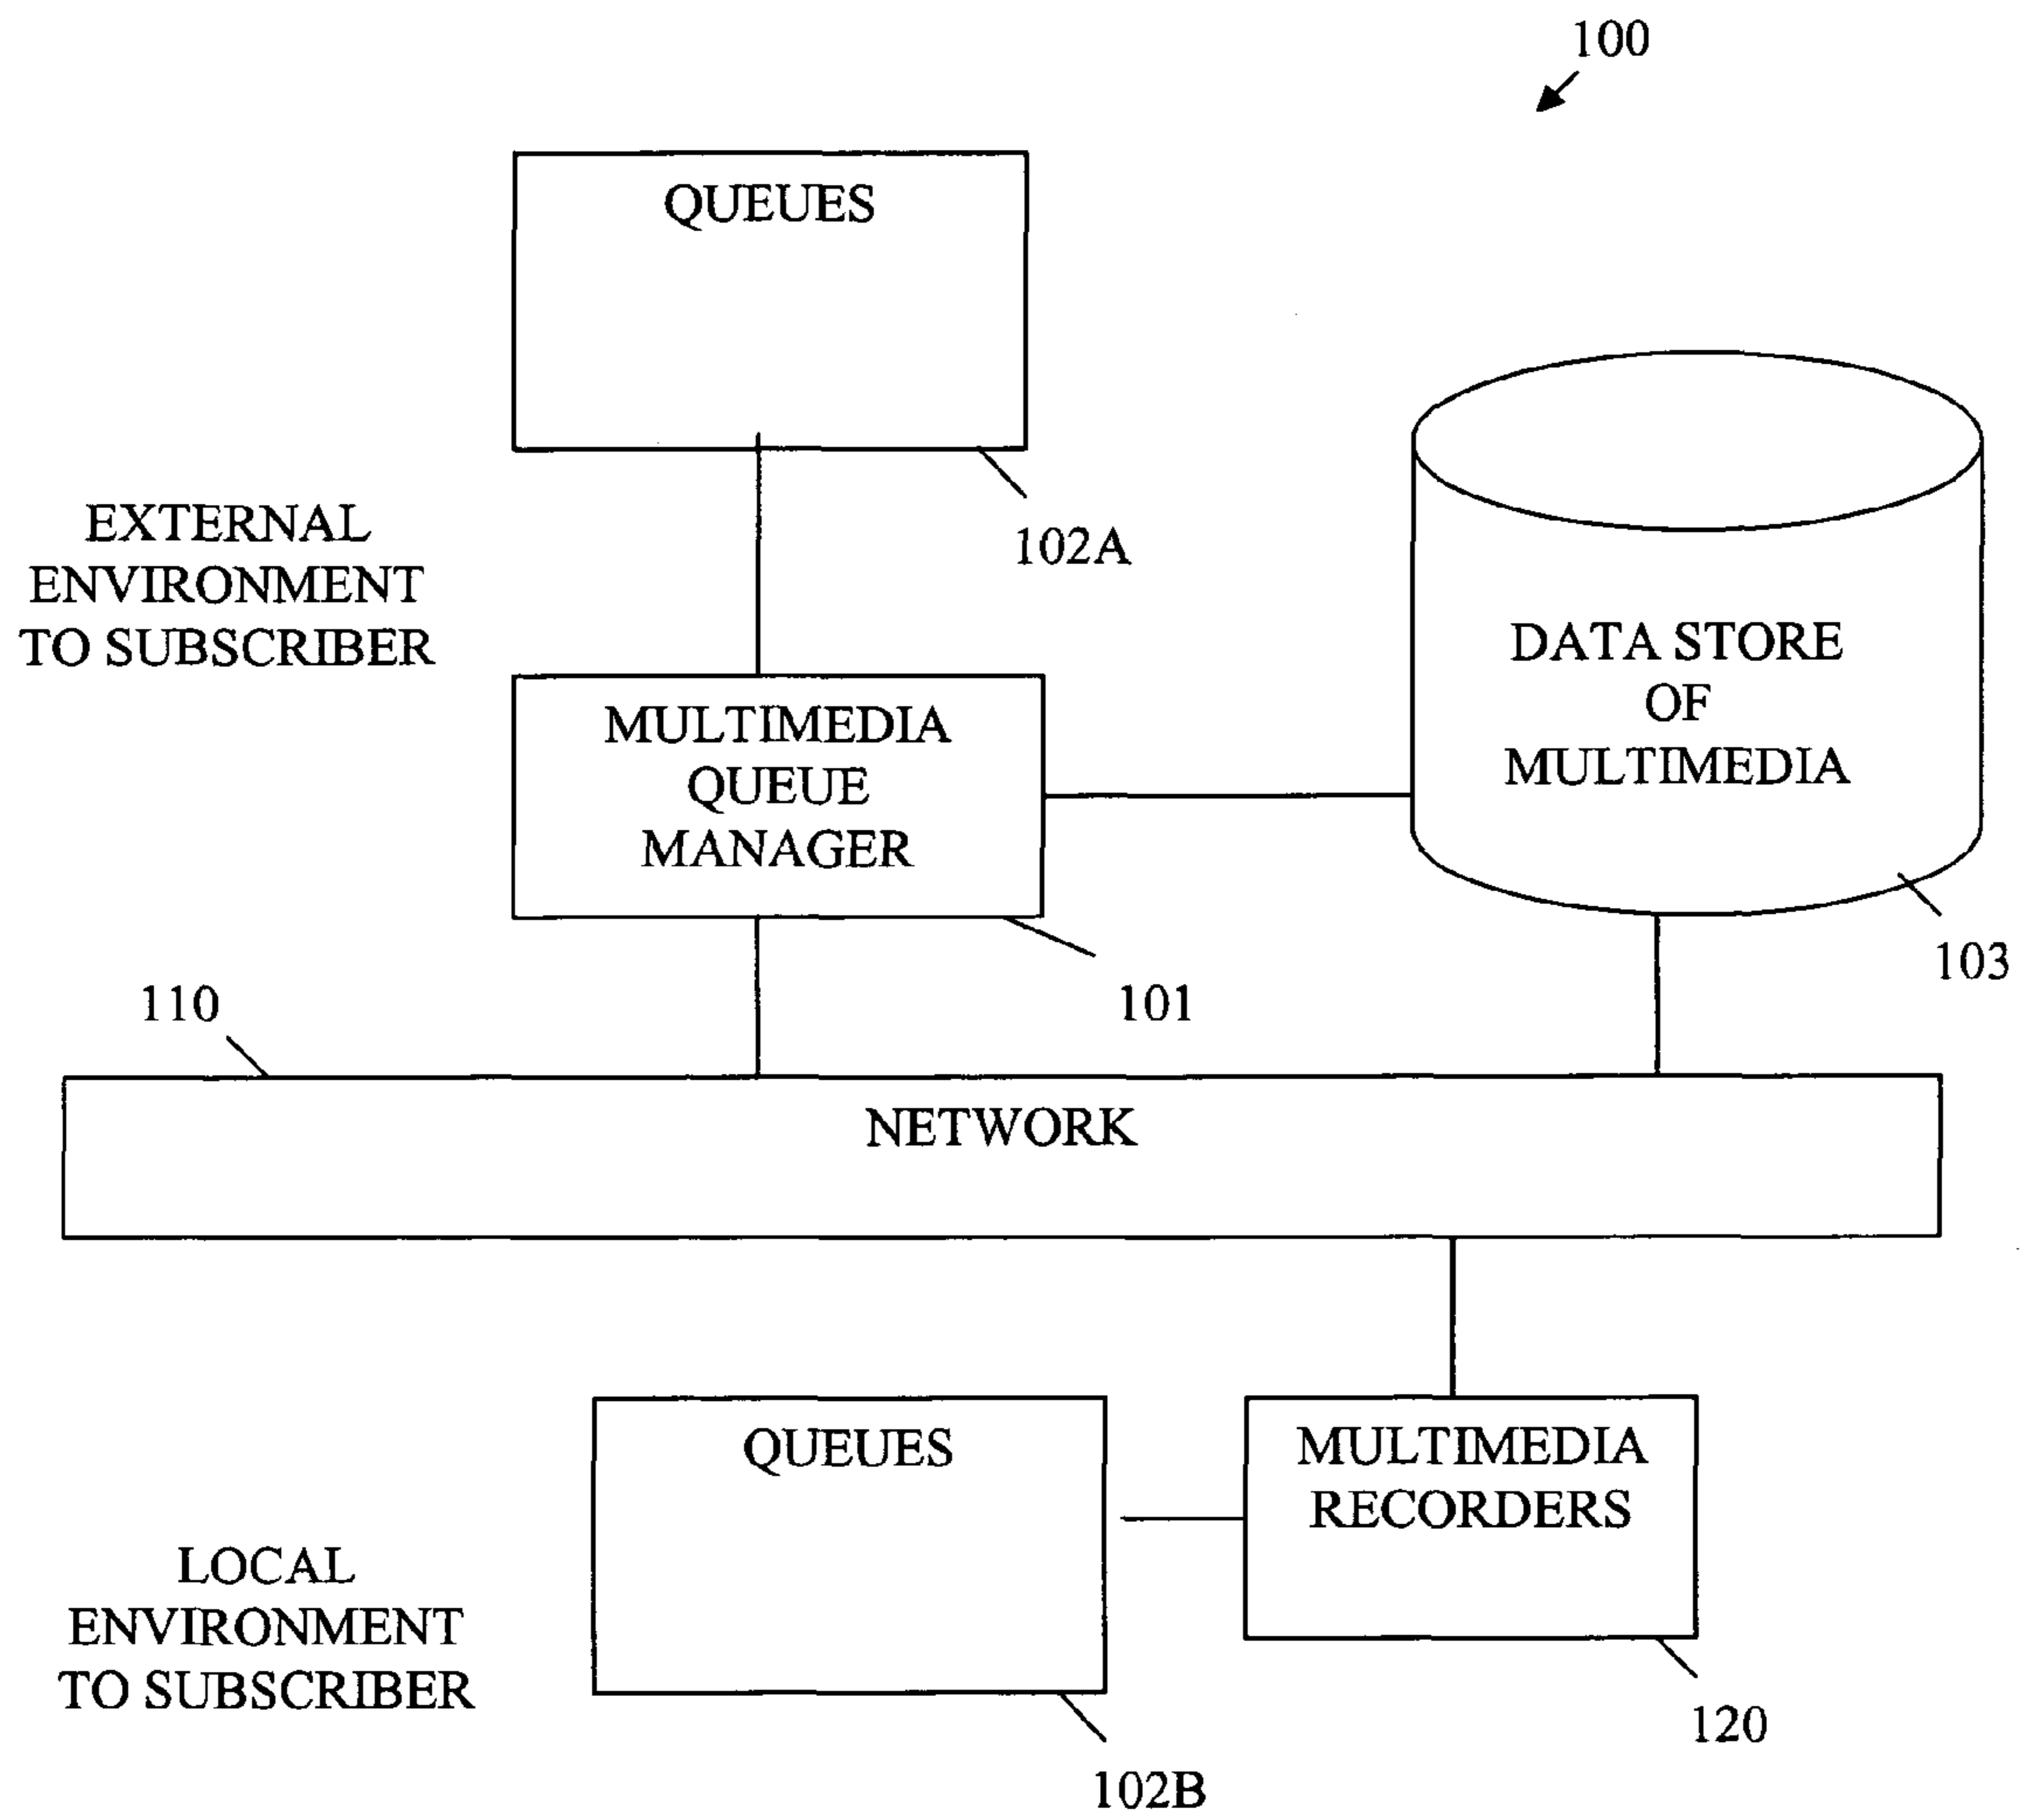 100
QUEUES
102A
EXTERNAL
ENVIRONMENT
TO SUBSCRIBER
DATA STORE
OF
MULTIMEDIA
103
MULTIMEDIA
QUEUE
MANAGER
101
110
NETWORK
QUEUES
102B
MULTIMEDIA
RECORDERS
120
LOCAL
ENVIRONMENT
TO SUBSCRIBER